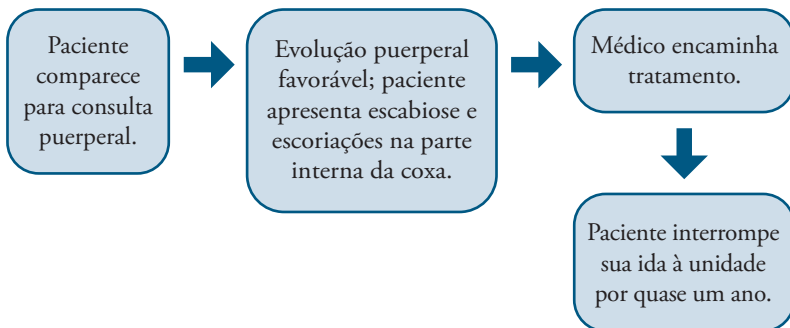 Paciente
comparece
para consulta
puerperal.
Evolução puerperal
favorável; paciente
apresenta escabiose e
escoriações na parte
interna da coxa.
Médico encaminha
tratamento.
Paciente interrompe
sua ida à unidade
por quase um ano.